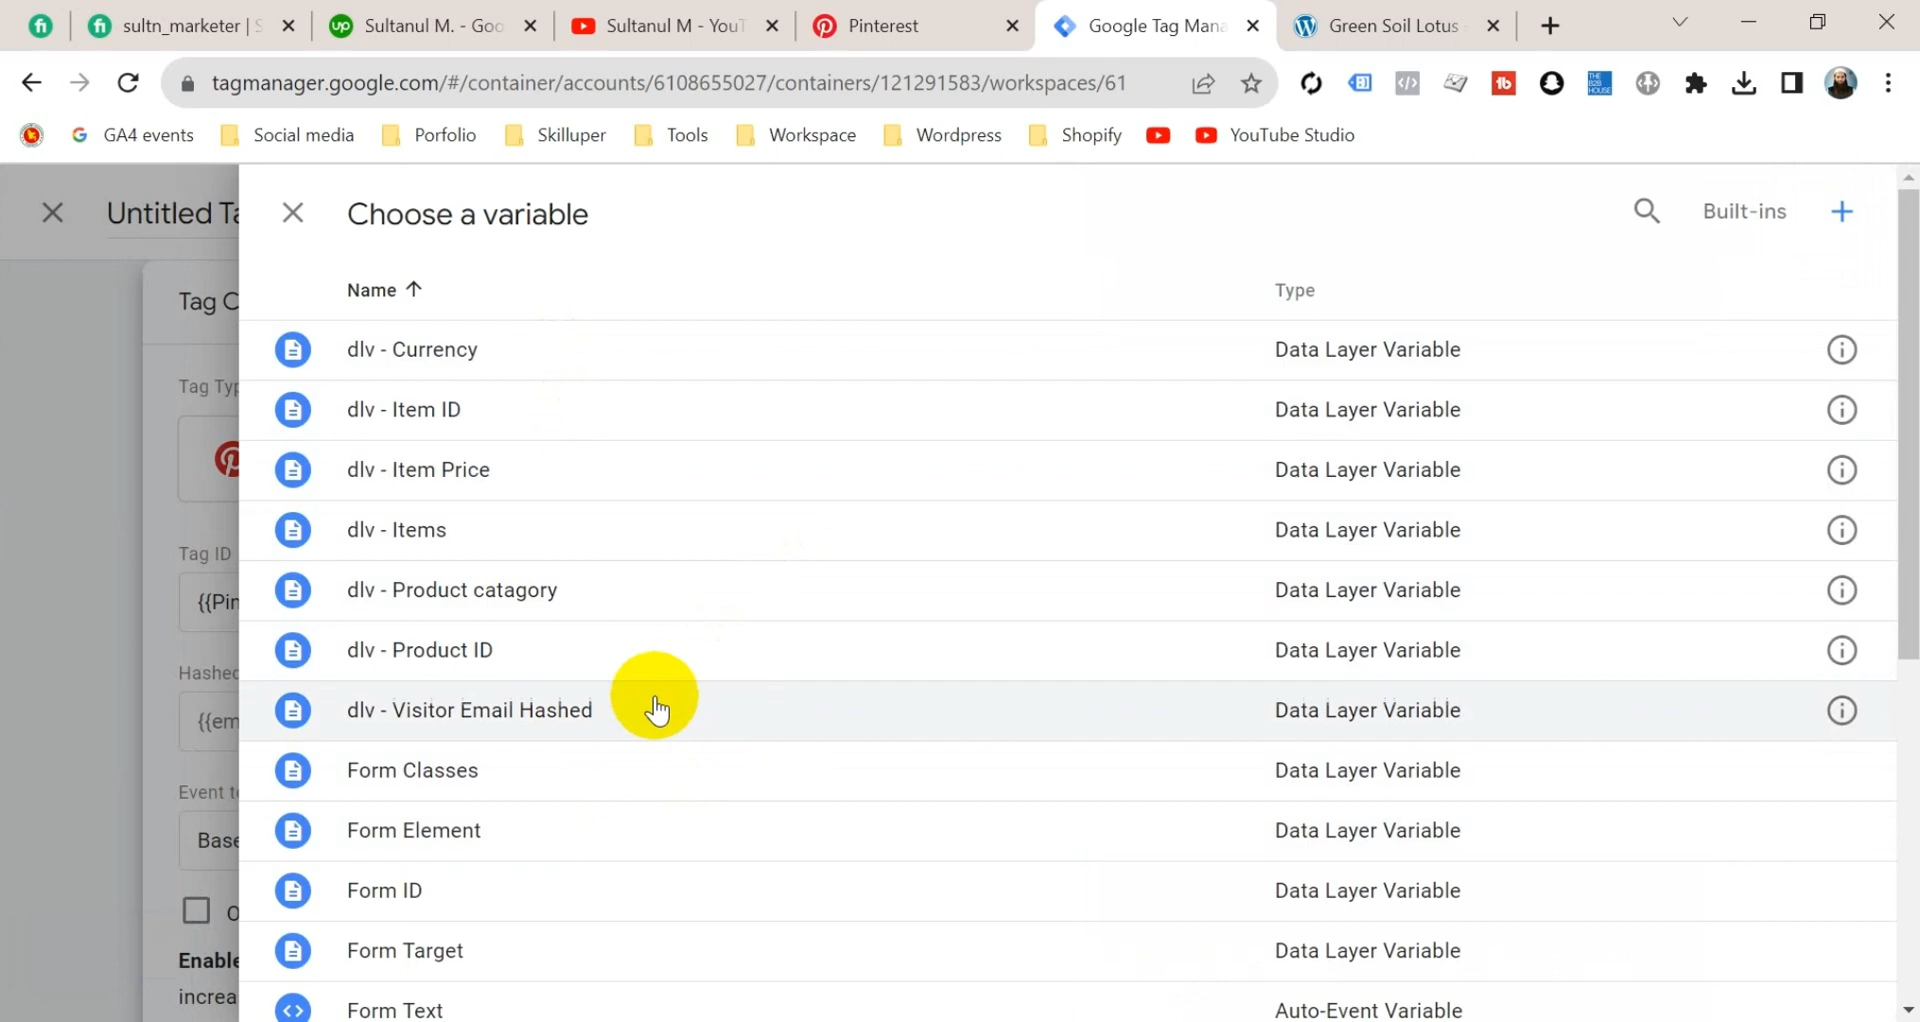 sultn_marketer | S
Sultanul M. - Goo
Sultanul M - YouT
Pinterest
Google Tag Mana
Green Soil Lotus -
tagmanager.google.com/#/container/accounts/6108655027/containers/121291583/workspaces/61
GA4 events
Social media
Porfolio
Skilluper
Tools
Workspace
Wordpress
Shopify
YouTube Studio
Untitled Ta
Choose a variable
Built-ins
Name
Type
Tag C
dlv - Currency
Data Layer Variable
Tag Typ
dlv - Item ID
Data Layer Variable
dlv - Item Price
Data Layer Variable
Tag ID
dlv - Items
Data Layer Variable
{{Pin
dlv - Product catagory
Data Layer Variable
Hashed
dlv - Product ID
Data Layer Variable
{{em
dlv - Visitor Email Hashed
Data Layer Variable
Event to
Form Classes
Data Layer Variable
Base
Form Element
Data Layer Variable
O
Form ID
Data Layer Variable
Enable
Form Target
Data Layer Variable
increa
Form Text
Auto-Event Variable